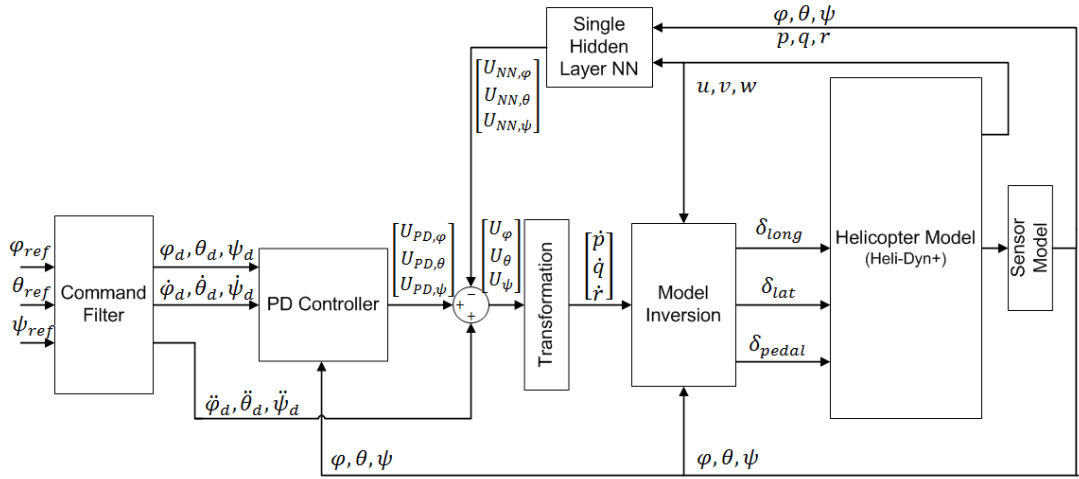 Single
Hidden
Layer NN
φ, θ, ψ
p, q, r
u, v, w
[U_{NN,φ}
U_{NN,θ}
U_{NN,ψ}]
φ_{ref}
θ_{ref}
ψ_{ref}
Command
Filter
φ_d, θ_d, ψ_d
φ̇_d, θ̇_d, ψ̇_d
φ̈_d, θ̈_d, ψ̈_d
PD Controller
[U_{PD,φ}
U_{PD,θ}
U_{PD,ψ}]
−
+
+
[U_φ
U_θ
U_ψ]
Transformation
[ṗ
q̇
ṙ]
Model
Inversion
δ_{long}
δ_{lat}
δ_{pedal}
Helicopter Model
(Heli-Dyn+)
Sensor
Model
φ, θ, ψ
φ, θ, ψ